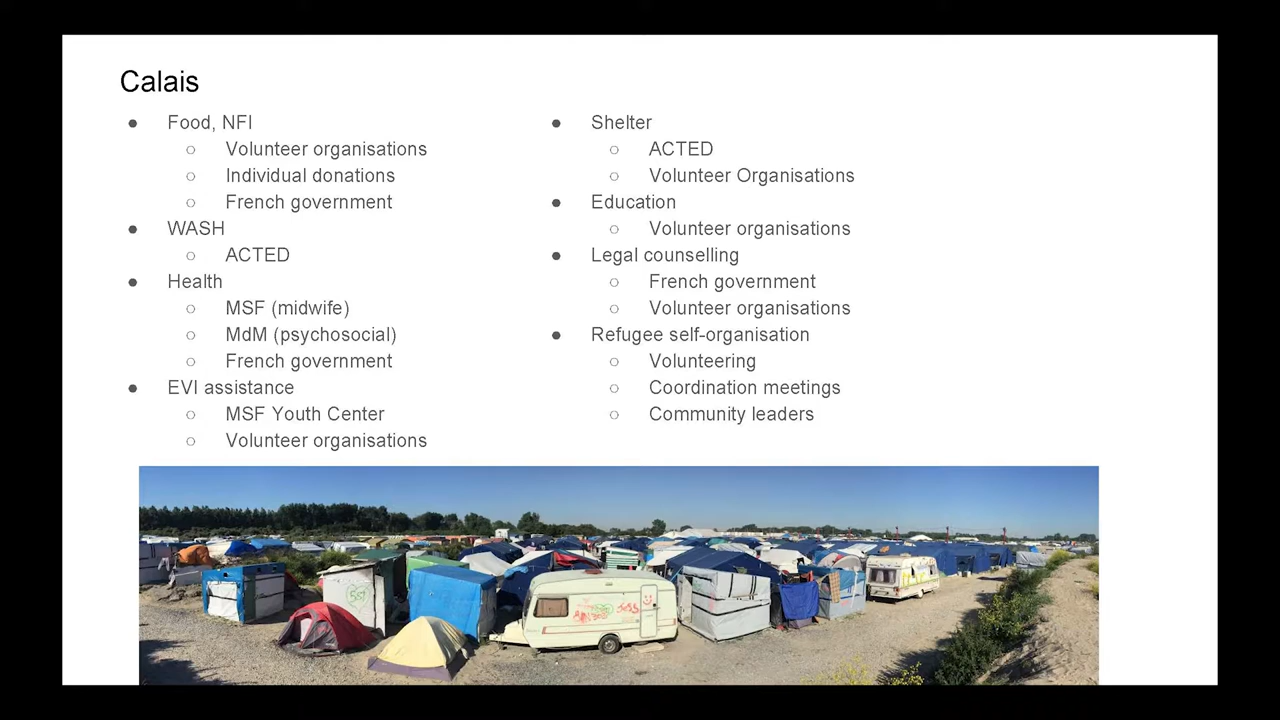 Calais
Food, NFI
Volunteer organisations
Individual donations
French government
WASH
ACTED
Health
MSF (midwife)
MdM (psychosocial)
French government
EVI assistance
MSF Youth Center
Volunteer organisations
Shelter
ACTED
Volunteer Organisations
Education
Volunteer organisations
Legal counselling
French government
Volunteer organisations
Refugee self-organisation
Volunteering
Coordination meetings
Community leaders